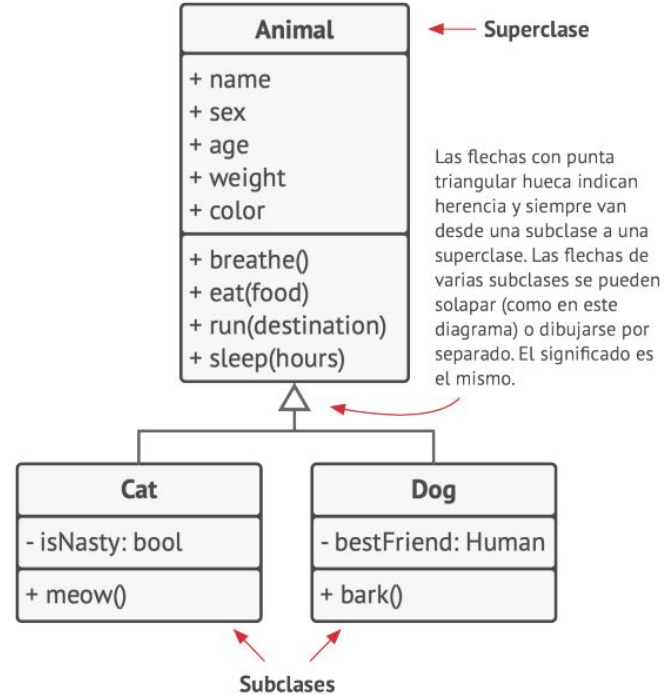 Animal
Superclase
+ name
+ sex
+ age
+ weight
+ color
+ breathe()
+ eat(food)
+ run(destination)
+ sleep(hours)
Las flechas con punta
triangular hueca indican
herencia y siempre van
desde una subclase a una
superclase. Las flechas de
varias subclases se pueden
solapar (como en este
diagrama) o dibujarse por
separado. El significado es
el mismo.
Cat
- isNasty: bool
+ meow()
Dog
- bestFriend: Human
+ bark()
Subclases